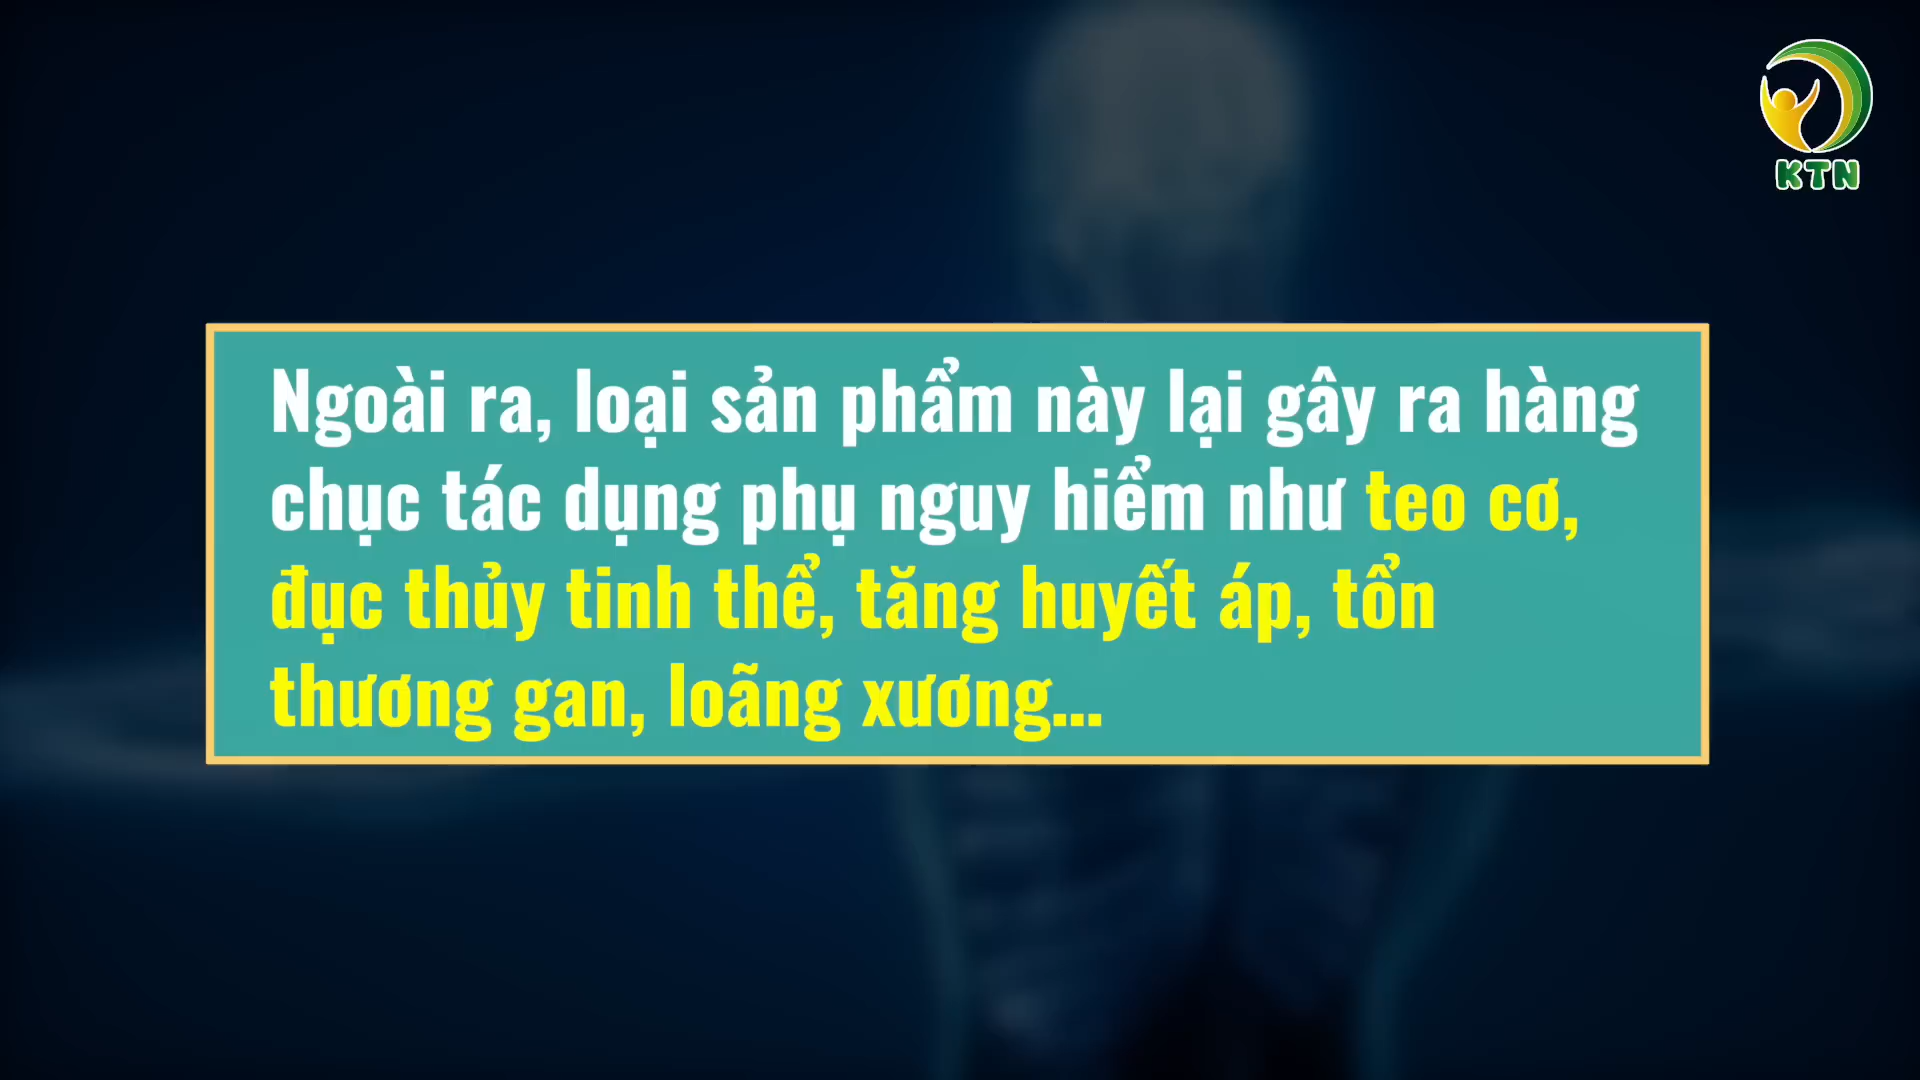 KTN
Ngoài ra, loại sản phẩm này lại gây ra hàng
chục tác dụng phụ nguy hiểm như teo cơ,
đục thủy tinh thể, tăng huyết áp, tổn
thương gan, loãng xương...